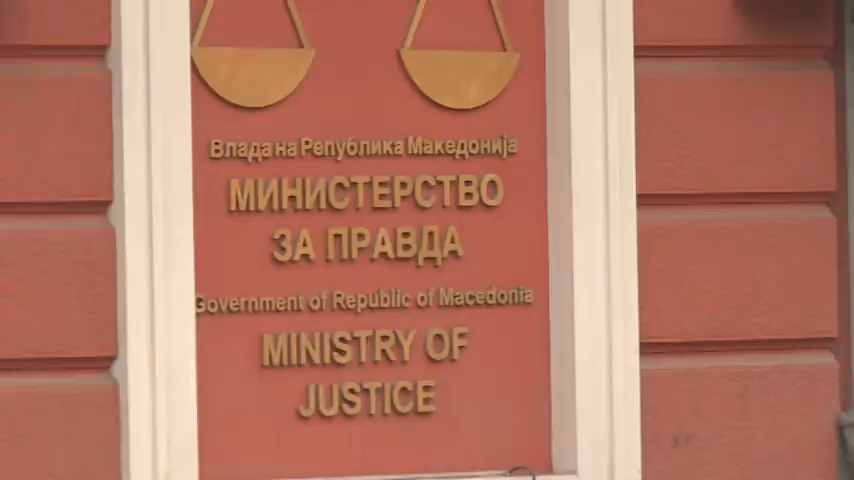 Влада на Република Македонија
МИНИСТЕРСТВО
ЗА ПРАВДА
Government of Republic of Macedonia
MINISTRY OF
JUSTICE